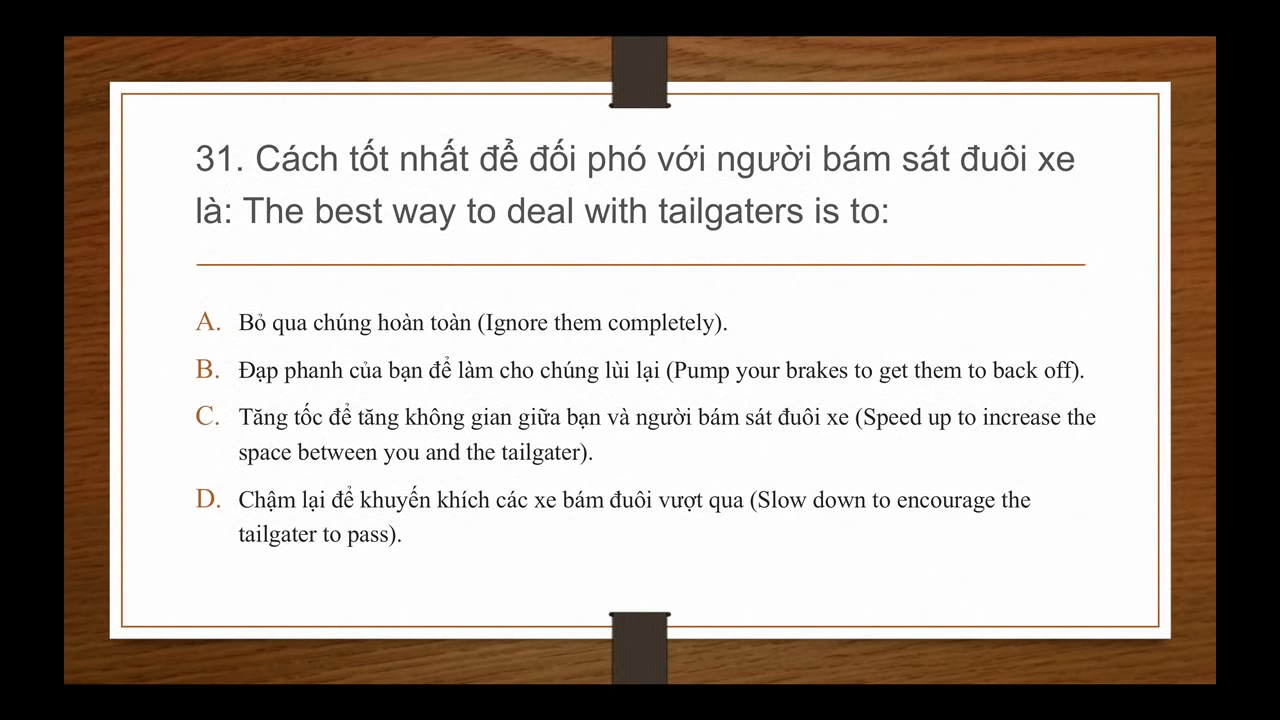 31. Cách tốt nhất để đối phó với người bám sát đuôi xe
là: The best way to deal with tailgaters is to:
A. Bỏ qua chúng hoàn toàn (Ignore them completely).
B. Đạp phanh của bạn để làm cho chúng lùi lại (Pump your brakes to get them to back off).
C. Tăng tốc để tăng không gian giữa bạn và người bám sát đuôi xe (Speed up to increase the
space between you and the tailgater).
D. Chậm lại để khuyến khích các xe bám đuôi vượt qua (Slow down to encourage the
tailgater to pass).